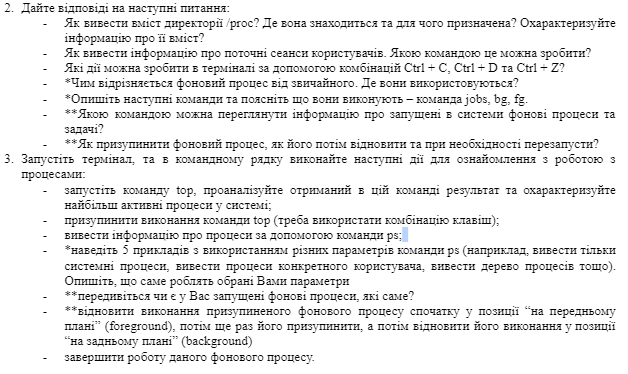 2. Дайте відповіді на наступні питання:
- Як вивести вміст директорії /proc? Де вона знаходиться та для чого призначена? Охарактеризуйте
інформацію про її вміст?
- Як вивести інформацію про поточні сеанси користувачів. Якою командою це можна зробити?
- Які дії можна зробити в терміналі за допомогою комбінацій Ctrl + C, Ctrl + D та Ctrl + Z?
- *Чим відрізняється фоновий процес від звичайного. Де вони використовуються?
- *Опишіть наступні команди та поясніть що вони виконують – команда jobs, bg, fg.
- **Якою командою можна переглянути інформацію про запущені в системи фонові процеси та
задачі?
- **Як призупинити фоновий процес, як його потім відновити та при необхідності перезапусти?
3. Запустіть термінал, та в командному рядку виконайте наступні дії для ознайомлення з роботою з
процесами:
- запустіть команду top, проаналізуйте отриманий в цій команді результат та охарактеризуйте
найбільш активні процеси у системі;
- призупинити виконання команди top (треба використати комбінацію клавіш);
- вивести інформацію про процеси за допомогою команди ps;
- *наведіть 5 прикладів з використанням різних параметрів команди ps (наприклад, вивести тільки
системні процеси, вивести процеси конкретного користувача, вивести дерево процесів тощо).
Опишіть, що саме роблять обрані Вами параметри
- **передивіться чи є у Вас запущені фонові процеси, які саме?
- **відновити виконання призупиненого фонового процесу спочатку у позиції “на передньому
плані” (foreground), потім ще раз його призупинити, а потім відновити його виконання у позиції
“на задньому плані” (background)
- завершити роботу даного фонового процесу.